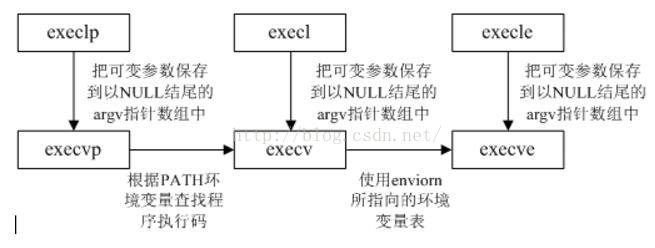 execlp
execl
execle
把可变参数保存
到以NULL结尾的
argv指针数组中
把可变参数保存
到以NULL结尾的
argv指针数组中
把可变参数保存
到以NULL结尾的
argv指针数组中
http://blog.csdn.net/
execvp
execv
execve
根据PATH环
境变量查找程
序执行码
使用enviorn
所指向的环境
变量表